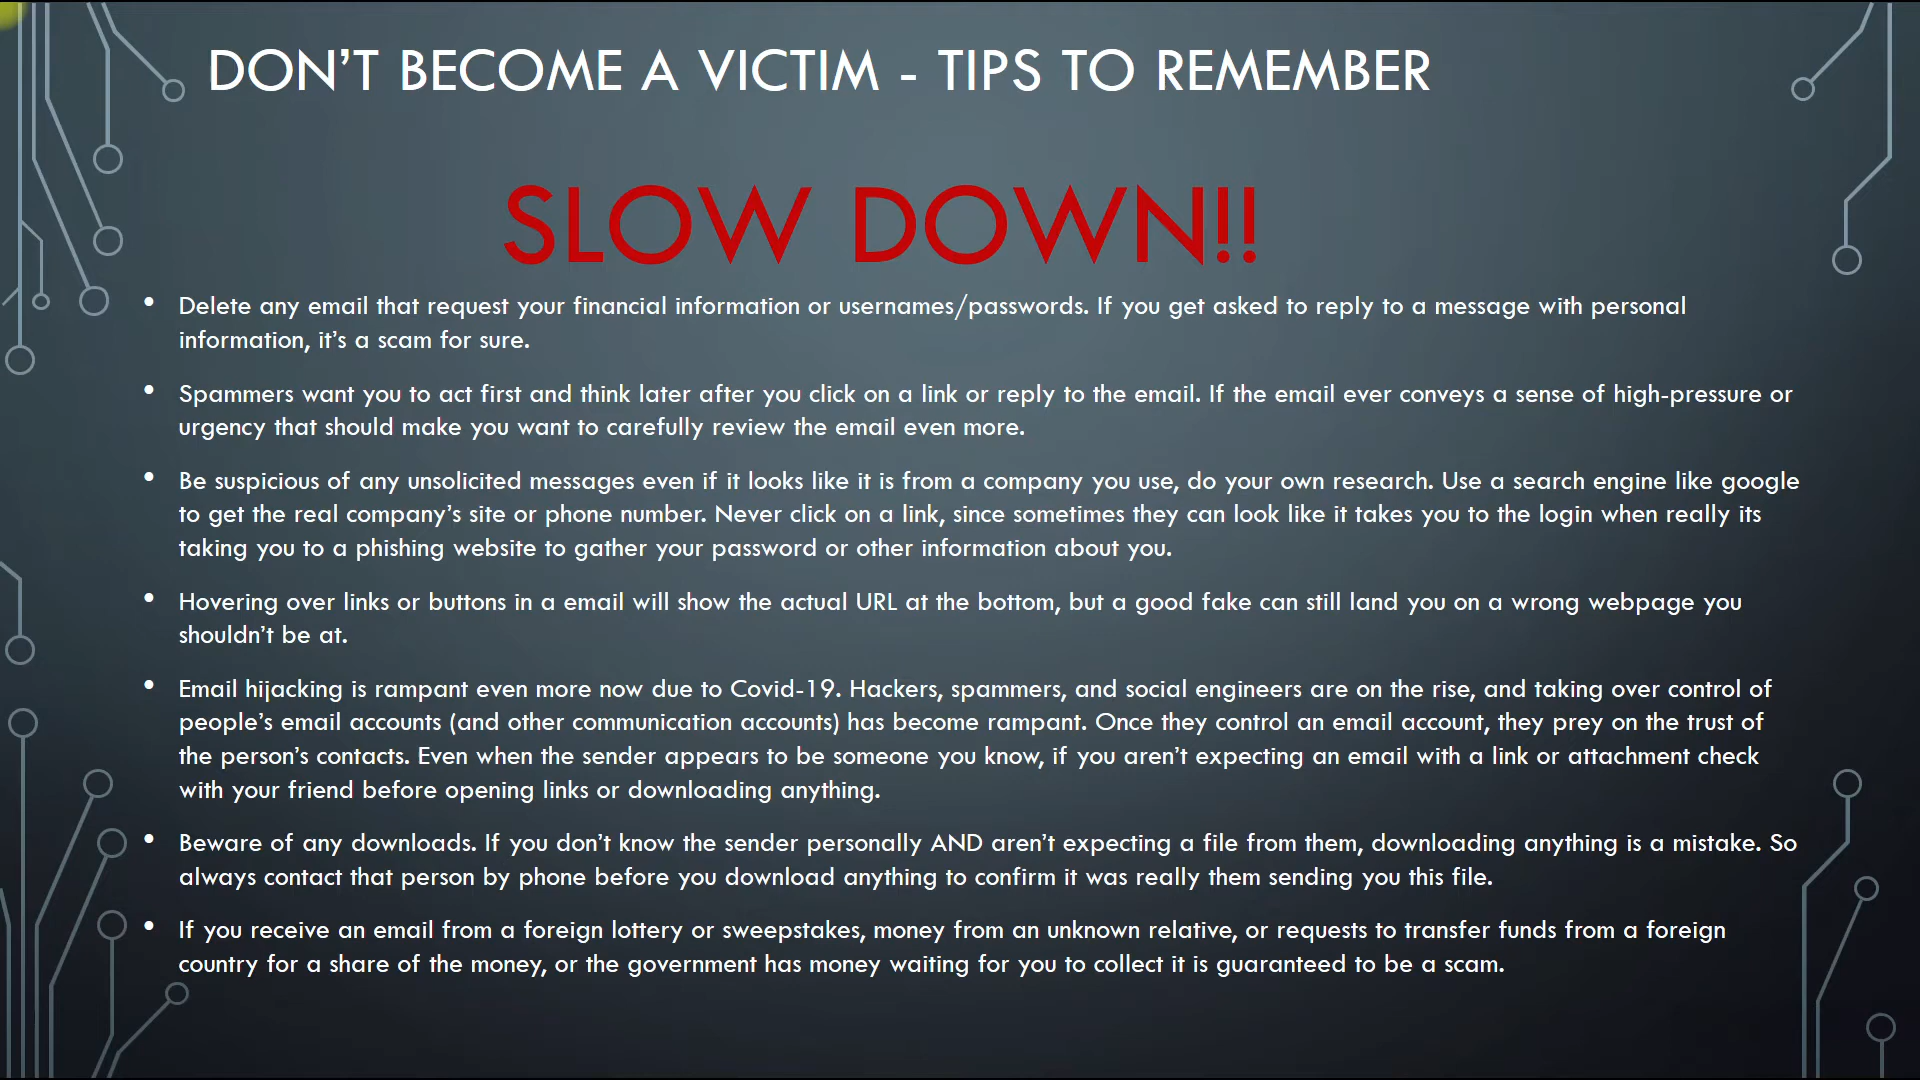 DON’T BECOME A VICTIM - TIPS TO REMEMBER
SLOW DOWN!!
• Delete any email that request your financial information or usernames/passwords. If you get asked to reply to a message with personal
information, it’s a scam for sure.
• Spammers want you to act first and think later after you click on a link or reply to the email. If the email ever conveys a sense of high-pressure or
urgency that should make you want to carefully review the email even more.
• Be suspicious of any unsolicited messages even if it looks like it is from a company you use, do your own research. Use a search engine like google
to get the real company’s site or phone number. Never click on a link, since sometimes they can look like it takes you to the login when really its
taking you to a phishing website to gather your password or other information about you.
• Hovering over links or buttons in a email will show the actual URL at the bottom, but a good fake can still land you on a wrong webpage you
shouldn’t be at.
• Email hijacking is rampant even more now due to Covid-19. Hackers, spammers, and social engineers are on the rise, and taking over control of
people’s email accounts (and other communication accounts) has become rampant. Once they control an email account, they prey on the trust of
the person’s contacts. Even when the sender appears to be someone you know, if you aren’t expecting an email with a link or attachment check
with your friend before opening links or downloading anything.
• Beware of any downloads. If you don’t know the sender personally AND aren’t expecting a file from them, downloading anything is a mistake. So
always contact that person by phone before you download anything to confirm it was really them sending you this file.
• If you receive an email from a foreign lottery or sweepstakes, money from an unknown relative, or requests to transfer funds from a foreign
country for a share of the money, or the government has money waiting for you to collect it is guaranteed to be a scam.